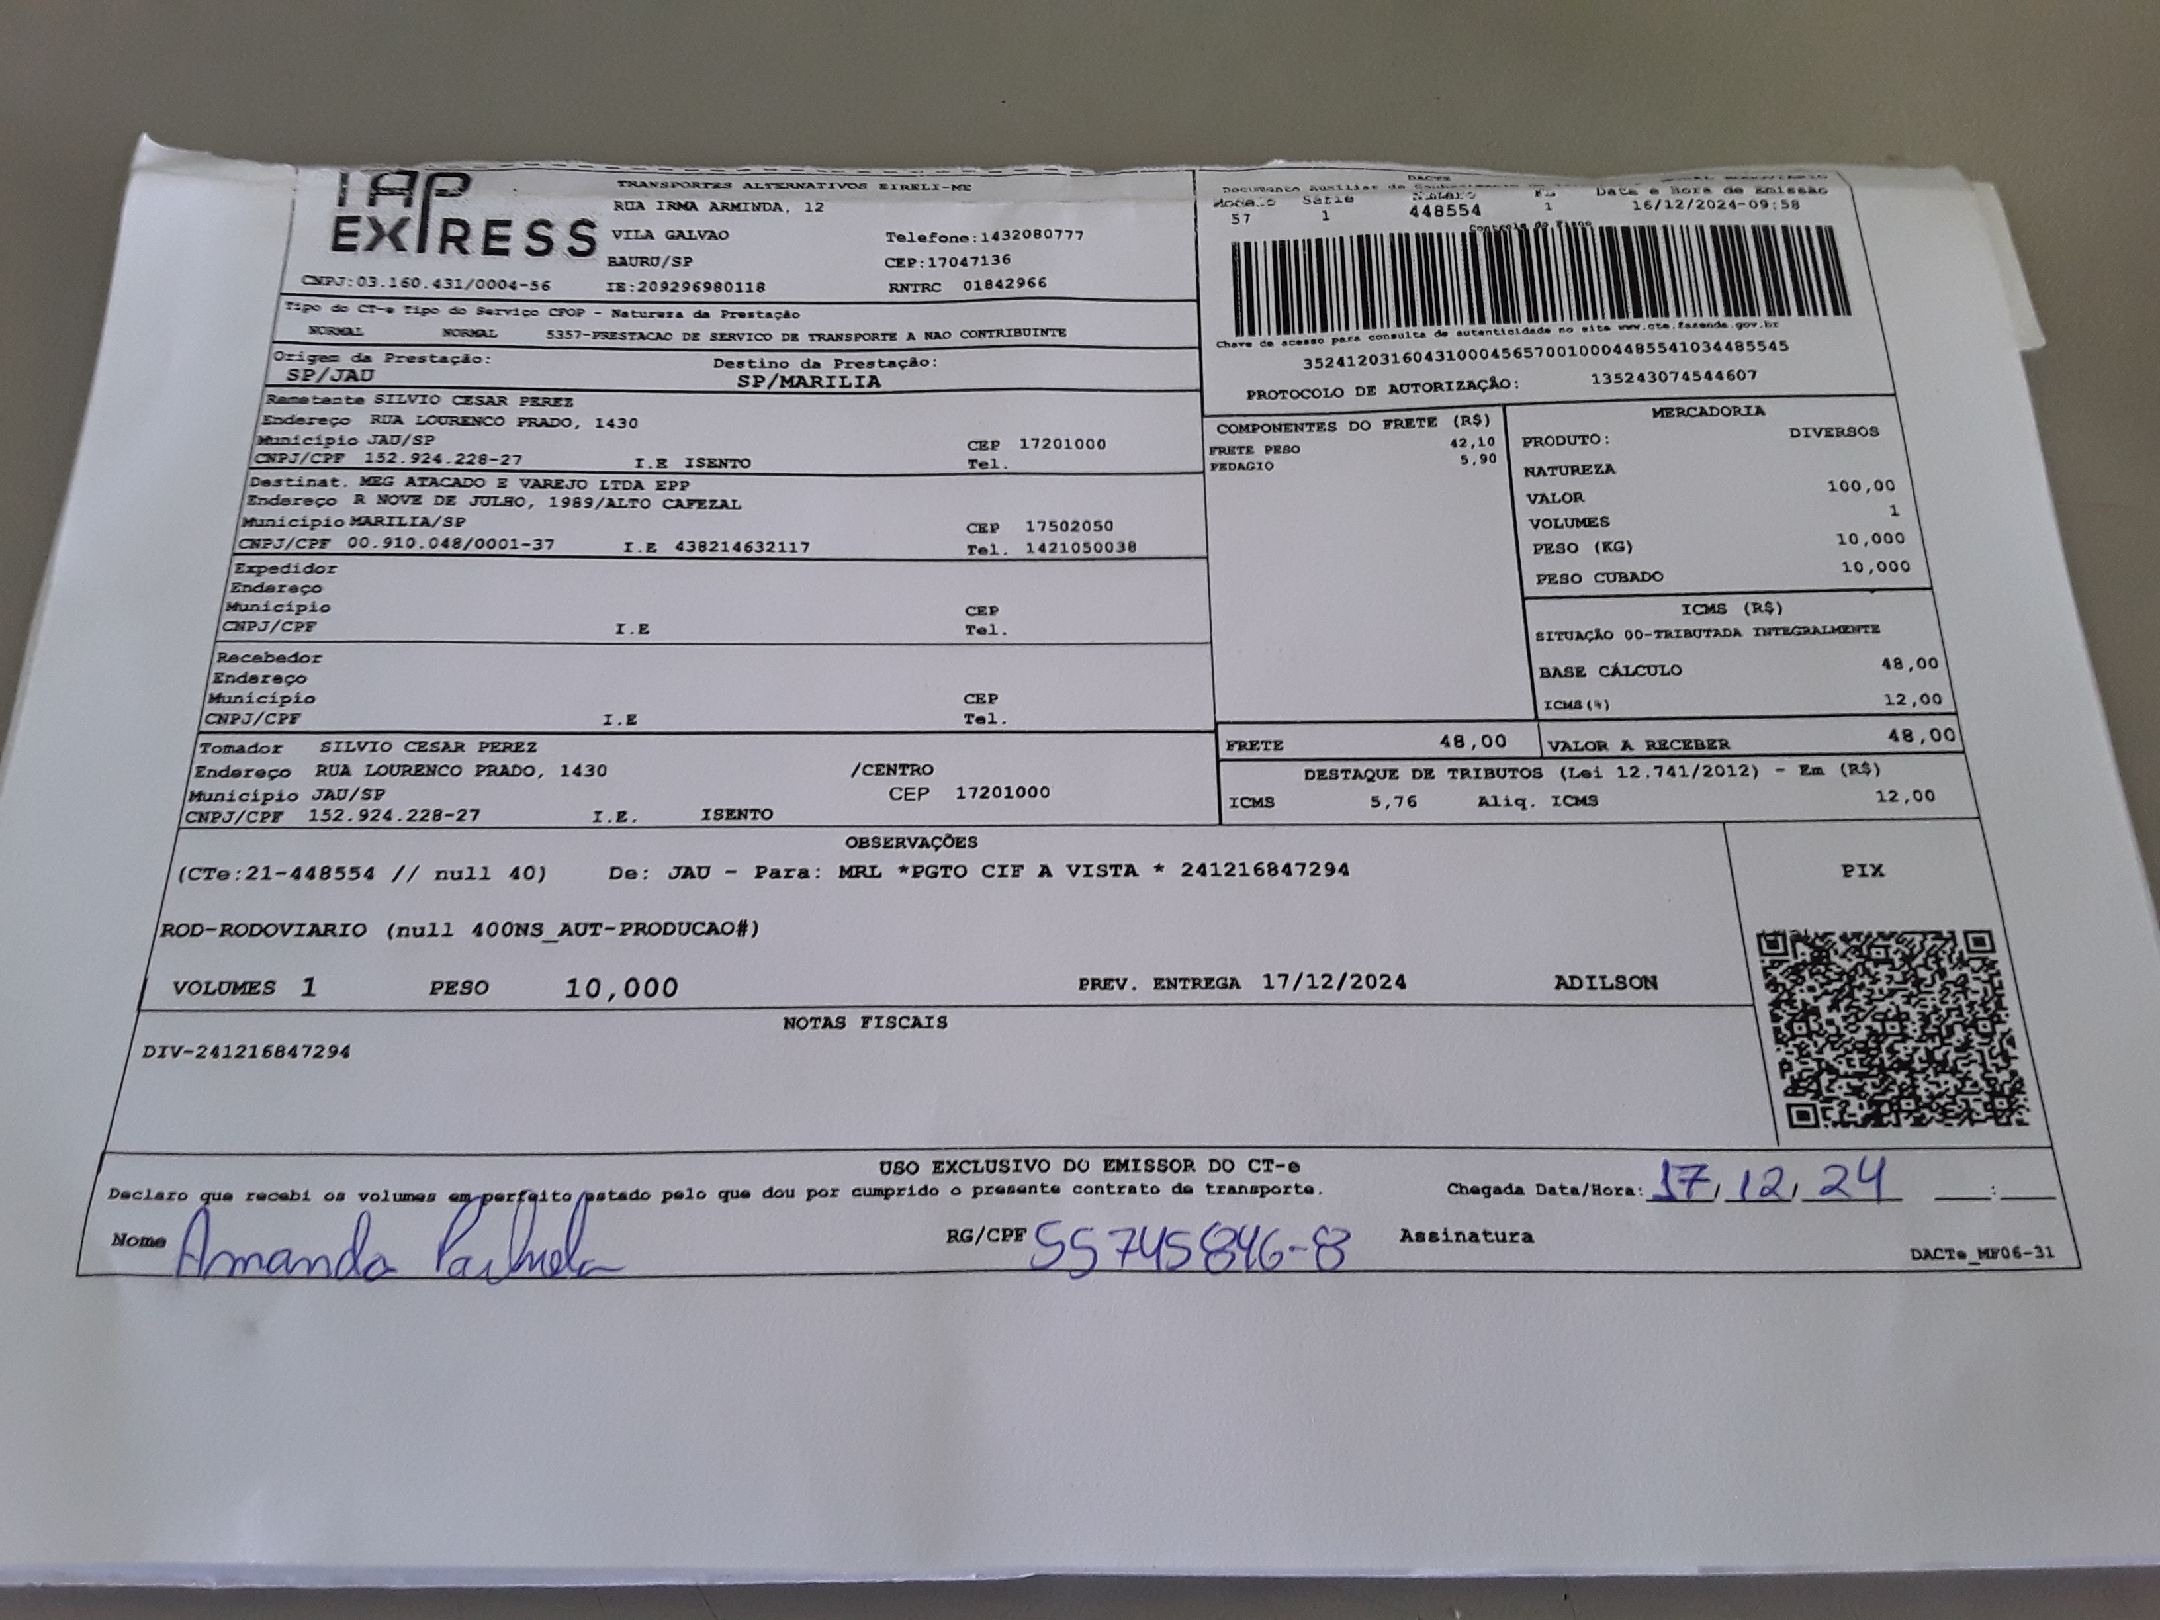 TAP
EXPRESS
TRANSPORTES ALTERNATIVOS EIRELI-ME
RUA IRMA ARMINDA, 12
VILA GALVAO Telefone:1432080777
BAURU/SP CEP:17047136
CNPJ:03.160.431/0004-56 IE:209296980118 RNTRC 01842966
DACTE
Documento Auxiliar de
Modelo Série Número FL Data e Hora de Emissão
57 1 448554 1 16/12/2024-09:58
Controle do Fisco
Chave de acesso para consulta de autenticidade no site www.cte.fazenda.gov.br
35241203160431000456570010004485541034485545
PROTOCOLO DE AUTORIZAÇÃO: 135243074544607
Tipo do CT-e Tipo do Serviço CFOP - Natureza da Prestação
NORMAL NORMAL 5357-PRESTACAO DE SERVICO DE TRANSPORTE A NAO CONTRIBUINTE
Origem da Prestação: Destino da Prestação:
SP/JAU SP/MARILIA
Remetente SILVIO CESAR PEREZ
Endereço RUA LOURENCO PRADO, 1430
Município JAU/SP CEP 17201000
CNPJ/CPF 152.924.228-27 I.E ISENTO Tel.
Destinat. MEG ATACADO E VAREJO LTDA EPP
Endereço R NOVE DE JULHO, 1989/ALTO CAFEZAL
Município MARILIA/SP CEP 17502050
CNPJ/CPF 00.910.048/0001-37 I.E 438214632117 Tel. 1421050038
Expedidor
Endereço
Município CEP
CNPJ/CPF I.E Tel.
Recebedor
Endereço
Município CEP
CNPJ/CPF I.E Tel.
Tomador SILVIO CESAR PEREZ
Endereço RUA LOURENCO PRADO, 1430 /CENTRO
Município JAU/SP CEP 17201000
CNPJ/CPF 152.924.228-27 I.E. ISENTO
COMPONENTES DO FRETE (R$)
FRETE PESO 42,10
PEDAGIO 5,90
MERCADORIA
PRODUTO: DIVERSOS
NATUREZA
VALOR 100,00
VOLUMES 1
PESO (KG) 10,000
PESO CUBADO 10,000
ICMS (R$)
SITUAÇÃO 00-TRIBUTADA INTEGRALMENTE
BASE CÁLCULO 48,00
ICMS(%) 12,00
FRETE 48,00 VALOR A RECEBER 48,00
DESTAQUE DE TRIBUTOS (Lei 12.741/2012) - Em (R$)
ICMS 5,76 Aliq. ICMS 12,00
OBSERVAÇÕES
(CTe:21-448554 // null 40) De: JAU - Para: MRL *PGTO CIF A VISTA * 241216847294
ROD-RODOVIARIO (null 400NS_AUT-PRODUCAO#)
VOLUMES 1 PESO 10,000 PREV. ENTREGA 17/12/2024 ADILSON
PIX
NOTAS FISCAIS
DIV-241216847294
USO EXCLUSIVO DO EMISSOR DO CT-e
Declaro que recebi os volumes em perfeito estado pelo que dou por cumprido o presente contrato de transporte. Chegada Data/Hora: 17/12/24 __:__
Nome Amanda RG/CPF 55745846-8 Assinatura
DACTe_MF06-31